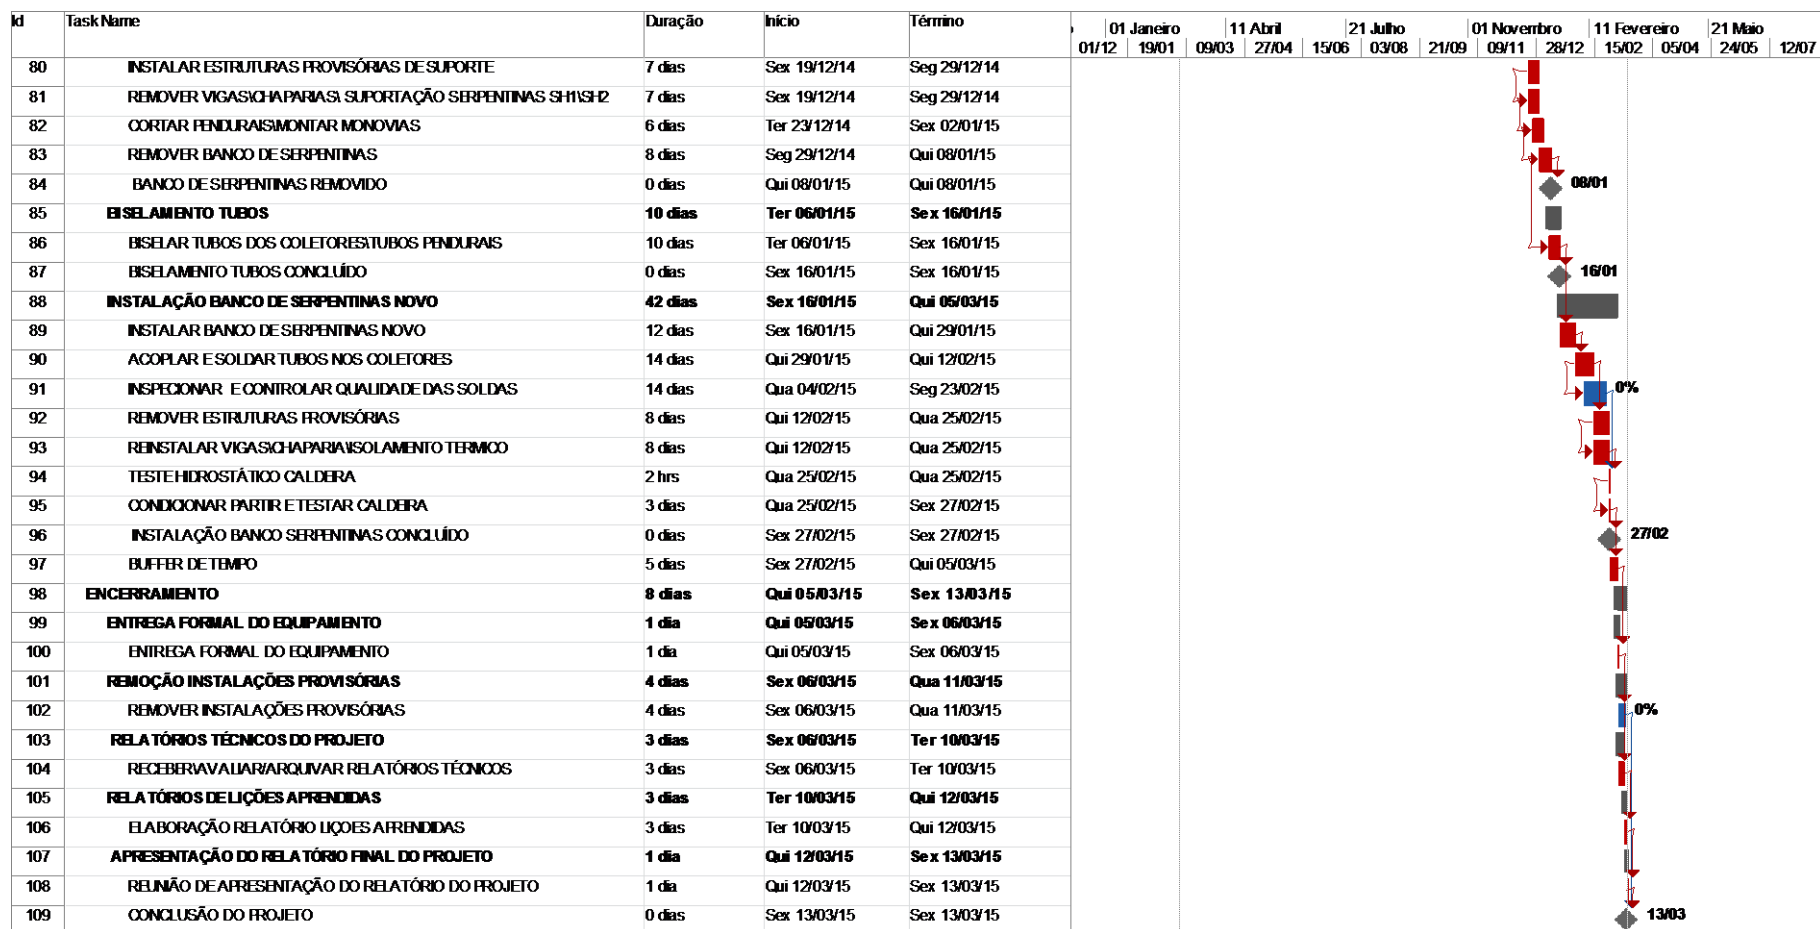 Id Task Name Duração Início Término
01 Janeiro 11 Abril 21 Julho 01 Novembro 11 Fevereiro 21 Maio
01/12 19/01 09/03 27/04 15/06 03/08 21/09 09/11 28/12 15/02 05/04 24/05 12/07
80 INSTALAR ESTRUTURAS PROVISÓRIAS DE SUPORTE 7 dias Sex 19/12/14 Seg 29/12/14
81 REMOVER VIGAS\CHAPARIAS\ SUPORTAÇÃO SERPENTINAS SH1\SH2 7 dias Sex 19/12/14 Seg 29/12/14
82 CORTAR PENDURAIS\MONTAR MONOVIAS 6 dias Ter 23/12/14 Sex 02/01/15
83 REMOVER BANCO DE SERPENTINAS 8 dias Seg 29/12/14 Qui 08/01/15
84 BANCO DE SERPENTINAS REMOVIDO 0 dias Qui 08/01/15 Qui 08/01/15 08/01
85 BISELAMENTO TUBOS 10 dias Ter 06/01/15 Sex 16/01/15
86 BISELAR TUBOS DOS COLETORES\TUBOS PENDURAIS 10 dias Ter 06/01/15 Sex 16/01/15
87 BISELAMENTO TUBOS CONCLUÍDO 0 dias Sex 16/01/15 Sex 16/01/15 16/01
88 INSTALAÇÃO BANCO DE SERPENTINAS NOVO 42 dias Sex 16/01/15 Qui 05/03/15
89 INSTALAR BANCO DE SERPENTINAS NOVO 12 dias Sex 16/01/15 Qui 29/01/15
90 ACOPLAR E SOLDAR TUBOS NOS COLETORES 14 dias Qui 29/01/15 Qui 12/02/15
91 INSPECIONAR E CONTROLAR QUALIDADE DAS SOLDAS 14 dias Qua 04/02/15 Seg 23/02/15 0%
92 REMOVER ESTRUTURAS PROVISÓRIAS 8 dias Qui 12/02/15 Qua 25/02/15
93 REINSTALAR VIGAS\CHAPARIA\ISOLAMENTO TERMICO 8 dias Qui 12/02/15 Qua 25/02/15
94 TESTE HIDROSTÁTICO CALDEIRA 2 hrs Qua 25/02/15 Qua 25/02/15
95 CONDICIONAR PARTIR E TESTAR CALDEIRA 3 dias Qua 25/02/15 Sex 27/02/15
96 INSTALAÇÃO BANCO SERPENTINAS CONCLUÍDO 0 dias Sex 27/02/15 Sex 27/02/15 27/02
97 BUFFER DE TEMPO 5 dias Sex 27/02/15 Qui 05/03/15
98 ENCERRAMENTO 8 dias Qui 05/03/15 Sex 13/03/15
99 ENTREGA FORMAL DO EQUIPAMENTO 1 dia Qui 05/03/15 Sex 06/03/15
100 ENTREGA FORMAL DO EQUIPAMENTO 1 dia Qui 05/03/15 Sex 06/03/15
101 REMOÇÃO INSTALAÇÕES PROVISÓRIAS 4 dias Sex 06/03/15 Qua 11/03/15
102 REMOVER INSTALAÇÕES PROVISÓRIAS 4 dias Sex 06/03/15 Qua 11/03/15 0%
103 RELATÓRIOS TÉCNICOS DO PROJETO 3 dias Sex 06/03/15 Ter 10/03/15
104 RECEBER\AVALIAR/ARQUIVAR RELATÓRIOS TÉCNICOS 3 dias Sex 06/03/15 Ter 10/03/15
105 RELATÓRIOS DE LIÇÕES APRENDIDAS 3 dias Ter 10/03/15 Qui 12/03/15
106 ELABORAÇÃO RELATÓRIO LIÇOES APRENDIDAS 3 dias Ter 10/03/15 Qui 12/03/15
107 APRESENTAÇÃO DO RELATÓRIO FINAL DO PROJETO 1 dia Qui 12/03/15 Sex 13/03/15
108 REUNIÃO DE APRESENTAÇÃO DO RELATÓRIO DO PROJETO 1 dia Qui 12/03/15 Sex 13/03/15
109 CONCLUSÃO DO PROJETO 0 dias Sex 13/03/15 Sex 13/03/15 13/03